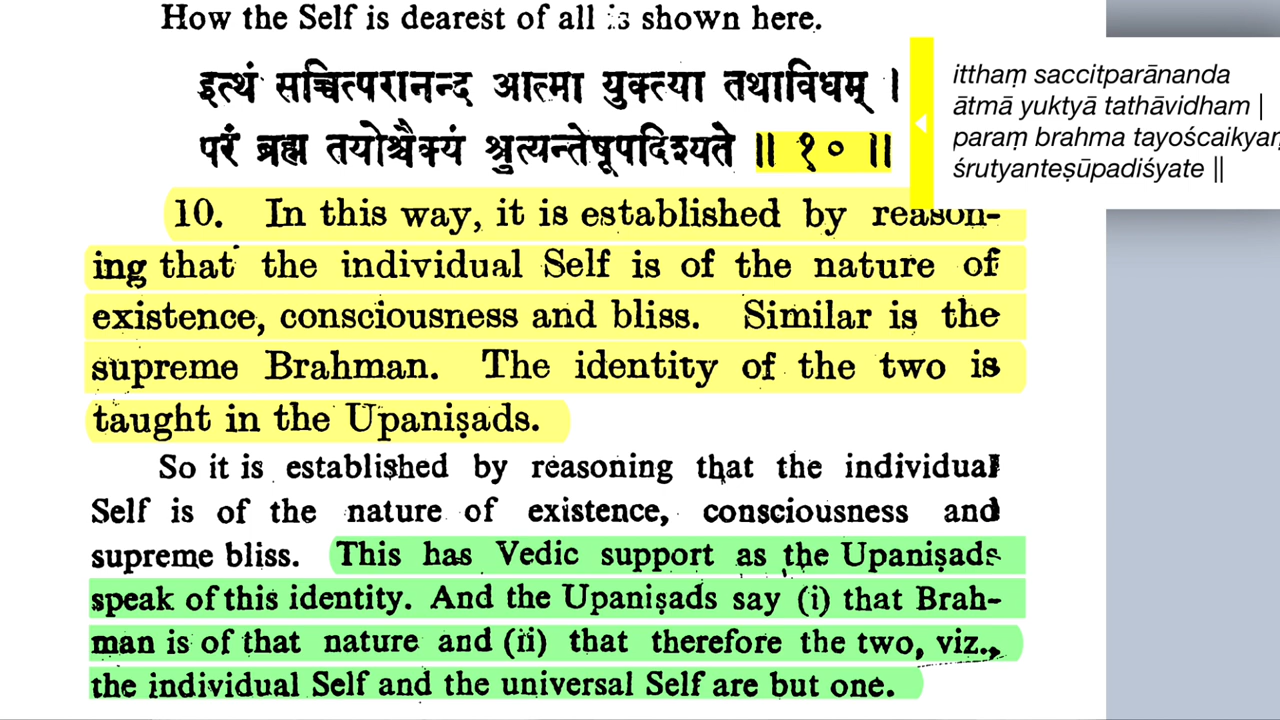 How the Self is dearest of all is shown here.
इत्थं सच्चित्परानन्द आत्मा युक्त्या तथाविधम् ।
परं ब्रह्म तयोश्चैक्यं श्रुत्यन्तेषूपदिश्यते ॥ १० ॥
itthaṃ saccitparānanda
ātmā yuktyā tathāvidham |
paraṃ brahma tayoścaikyaṃ
śrutyanteṣūpadiśyate ||
10. In this way, it is established by reason-
ing that the individual Self is of the nature of
existence, consciousness and bliss. Similar is the
supreme Brahman. The identity of the two is
taught in the Upaniṣads.
So it is established by reasoning that the individual
Self is of the nature of existence, consciousness and
supreme bliss. This has Vedic support as the Upaniṣads
speak of this identity. And the Upaniṣads say (i) that Brah-
man is of that nature and (ii) that therefore the two, viz.,
the individual Self and the universal Self are but one.